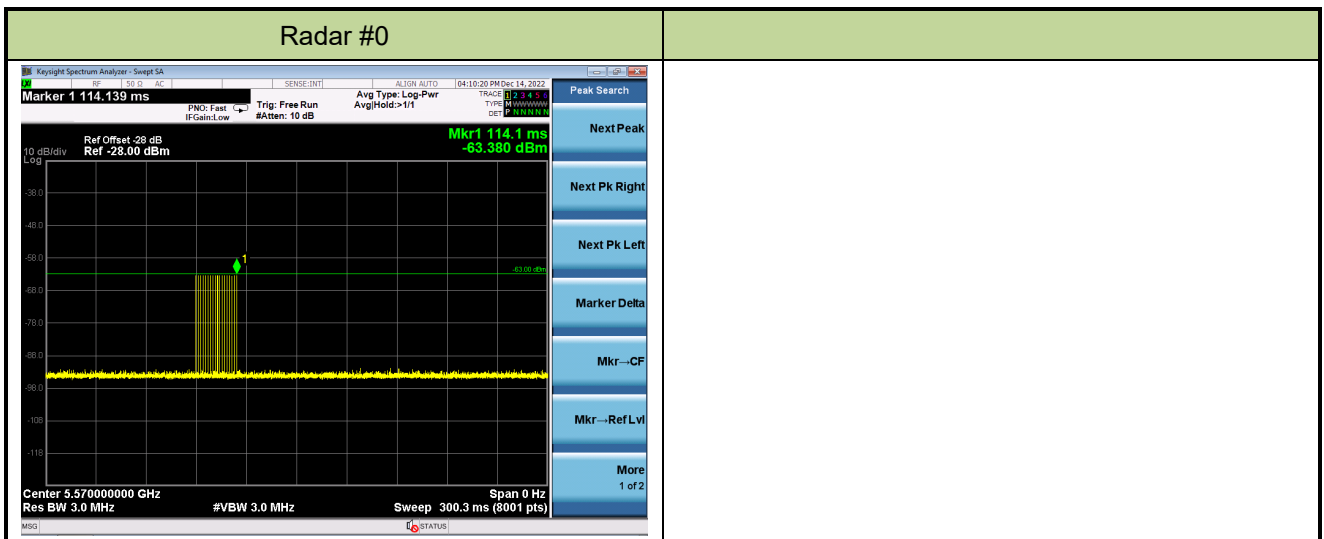 Radar #0
Keysight Spectrum Analyzer - Swept SA
RF 50 Ω AC SENSE:INT ALIGN AUTO 04:10:20 PM Dec 14, 2022
Marker 1 114.139 ms
PNO: Fast
IFGain:Low
Trig: Free Run
#Atten: 10 dB
Avg Type: Log-Pwr
Avg|Hold:>1/1
TRACE 1 2 3 4 5 6
TYPE M WWWWW
DET P N N N N N
Peak Search
Mkr1 114.1 ms
-63.380 dBm
Ref Offset -28 dB
10 dB/div Ref -28.00 dBm
Log
-38.0
-48.0
-58.0
-68.0
-78.0
-88.0
-98.0
-108
-118
1
-63.00 dBm
Center 5.570000000 GHz Span 0 Hz
Res BW 3.0 MHz #VBW 3.0 MHz Sweep 300.3 ms (8001 pts)
MSG STATUS
Next Peak
Next Pk Right
Next Pk Left
Marker Delta
Mkr→CF
Mkr→Ref Lvl
More
1 of 2